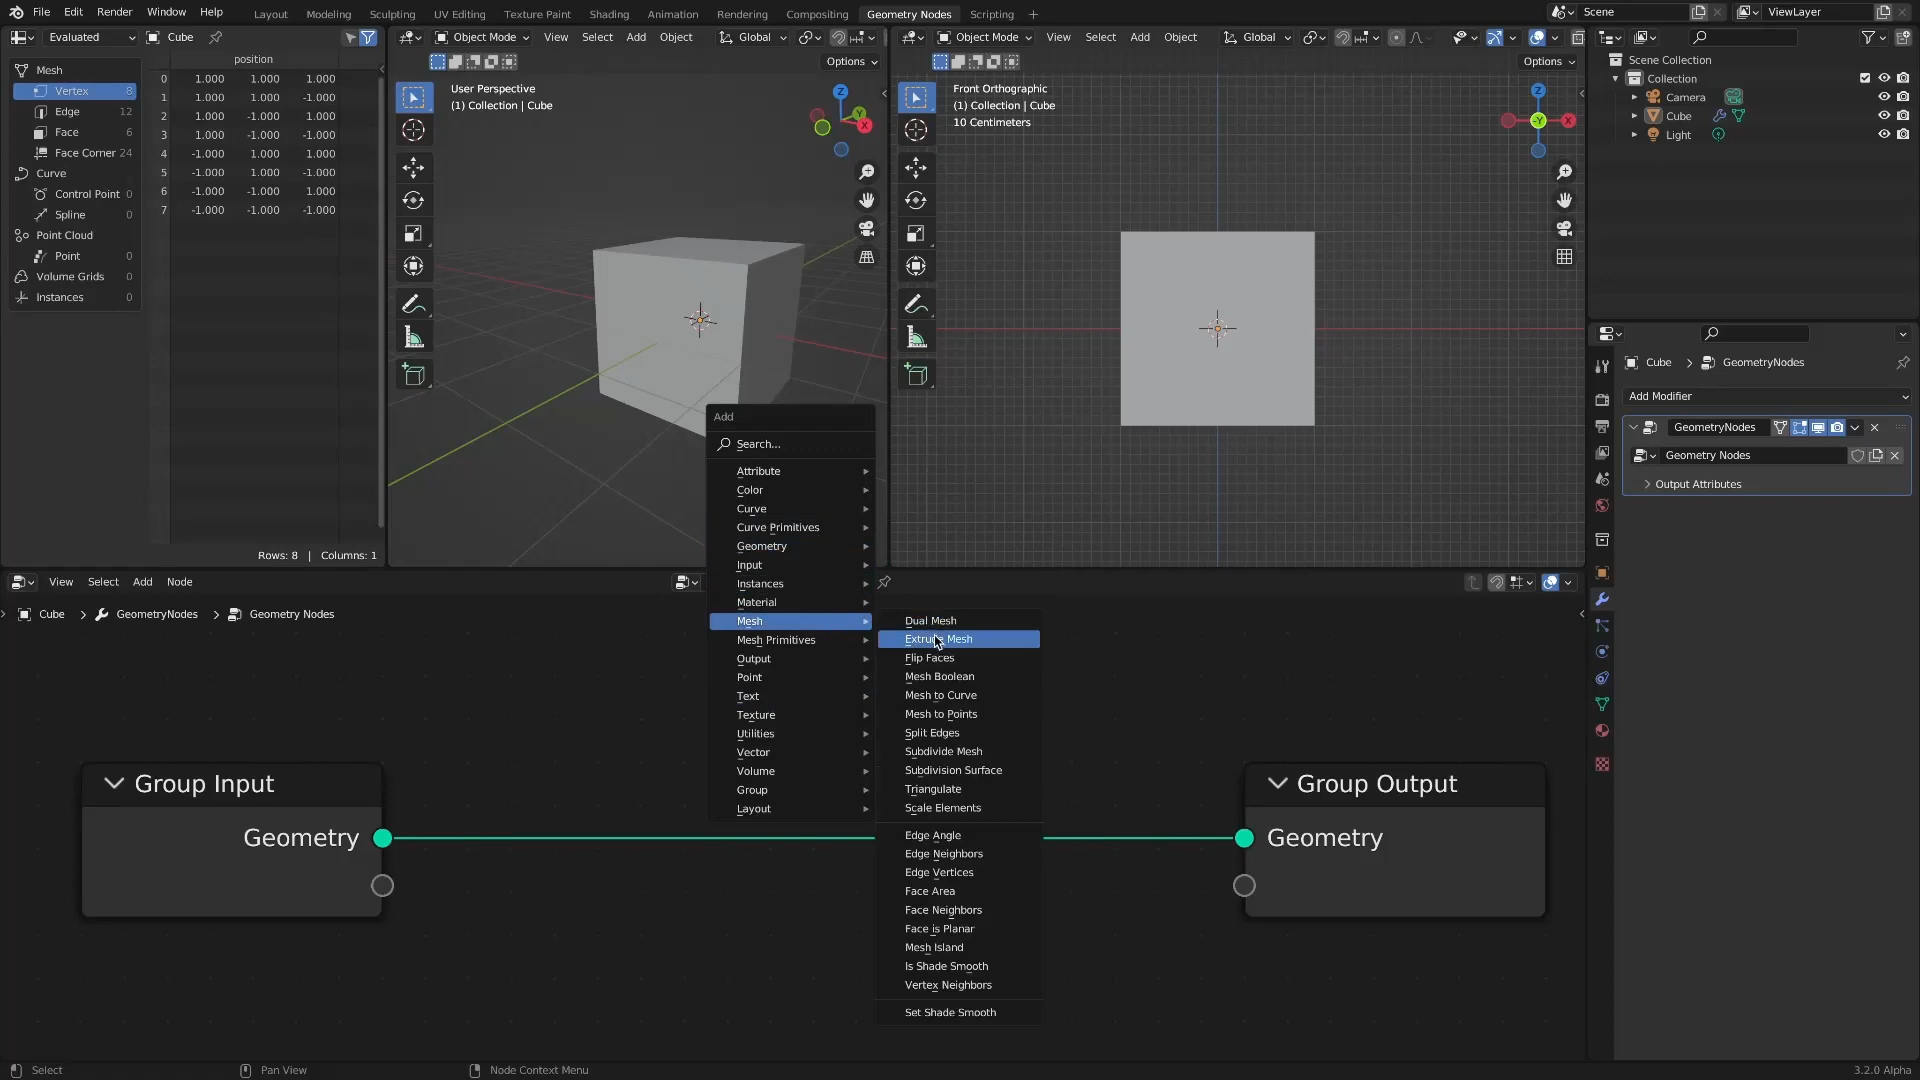 File Edit Render Window Help
Layout Modeling Sculpting UV Editing Texture Paint Shading Animation Rendering Compositing Geometry Nodes Scripting +
Scene
ViewLayer
Evaluated
Cube
position
Mesh
Vertex 8
Edge 12
Face 6
Face Corner 24
Curve
Control Point 0
Spline 0
Point Cloud
Point 0
Volume Grids
Instances 0
0 1.000 1.000 1.000
1 1.000 1.000 -1.000
2 1.000 -1.000 1.000
3 1.000 -1.000 -1.000
4 -1.000 1.000 1.000
5 -1.000 1.000 -1.000
6 -1.000 -1.000 1.000
7 -1.000 -1.000 -1.000
Rows: 8 | Columns: 1
Object Mode View Select Add Object Global
Options
User Perspective
(1) Collection | Cube
Z
Y
X
Object Mode View Select Add Object Global
Options
Front Orthographic
(1) Collection | Cube
10 Centimeters
Z
-Y
X
Scene Collection
Collection
Camera
Cube
Light
Cube > GeometryNodes
Add Modifier
GeometryNodes
Geometry Nodes
Output Attributes
View Select Add Node
Cube > GeometryNodes > Geometry Nodes
Add
Search...
Attribute
Color
Curve
Curve Primitives
Geometry
Input
Instances
Material
Mesh
Mesh Primitives
Output
Point
Text
Texture
Utilities
Vector
Volume
Group
Layout
Dual Mesh
Extrude Mesh
Flip Faces
Mesh Boolean
Mesh to Curve
Mesh to Points
Split Edges
Subdivide Mesh
Subdivision Surface
Triangulate
Scale Elements
Edge Angle
Edge Neighbors
Edge Vertices
Face Area
Face Neighbors
Face is Planar
Mesh Island
Is Shade Smooth
Vertex Neighbors
Set Shade Smooth
Group Input
Geometry
Group Output
Geometry
Select
Pan View
Node Context Menu
3.2.0 Alpha